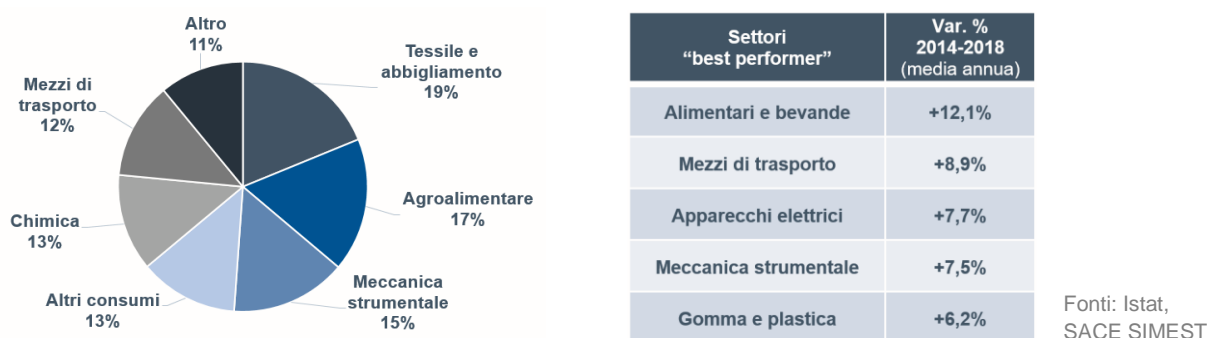 Altro
11%
Tessile e
abbigliamento
19%
Mezzi di
trasporto
12%
Agroalimentare
17%
Chimica
13%
Meccanica
strumentale
15%
Altri consumi
13%
Settori
“best performer”
Var. %
2014-2018
(media annua)
Alimentari e bevande
+12,1%
Mezzi di trasporto
+8,9%
Apparecchi elettrici
+7,7%
Meccanica strumentale
+7,5%
Gomma e plastica
+6,2%
Fonti: Istat,
SACE SIMEST